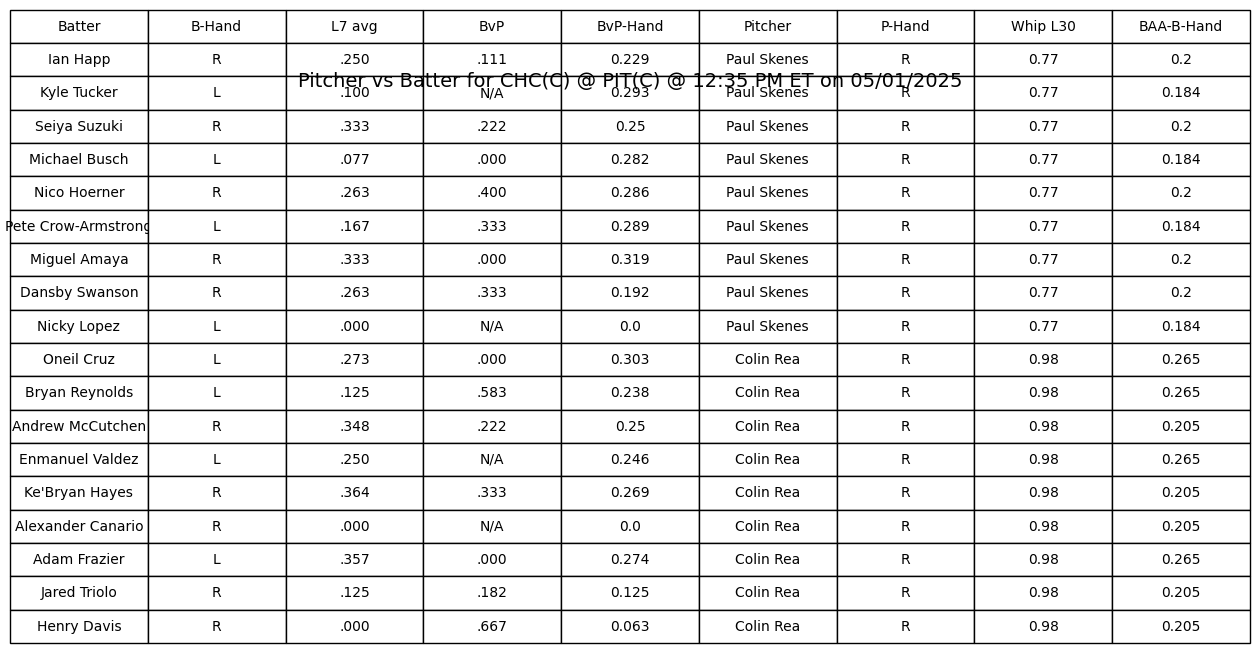 Batter B-Hand L7 avg BvP BvP-Hand Pitcher P-Hand Whip L30 BAA-B-Hand
Ian Happ R .250 .111 0.229 Paul Skenes R 0.77 0.2
Pitcher vs Batter for CHC(C) @ PIT(C) @ 12:35 PM ET on 05/01/2025
Kyle Tucker L .100 N/A 0.293 Paul Skenes R 0.77 0.184
Seiya Suzuki R .333 .222 0.25 Paul Skenes R 0.77 0.2
Michael Busch L .077 .000 0.282 Paul Skenes R 0.77 0.184
Nico Hoerner R .263 .400 0.286 Paul Skenes R 0.77 0.2
Pete Crow-Armstrong L .167 .333 0.289 Paul Skenes R 0.77 0.184
Miguel Amaya R .333 .000 0.319 Paul Skenes R 0.77 0.2
Dansby Swanson R .263 .333 0.192 Paul Skenes R 0.77 0.2
Nicky Lopez L .000 N/A 0.0 Paul Skenes R 0.77 0.184
Oneil Cruz L .273 .000 0.303 Colin Rea R 0.98 0.265
Bryan Reynolds L .125 .583 0.238 Colin Rea R 0.98 0.265
Andrew McCutchen R .348 .222 0.25 Colin Rea R 0.98 0.205
Enmanuel Valdez L .250 N/A 0.246 Colin Rea R 0.98 0.265
Ke'Bryan Hayes R .364 .333 0.269 Colin Rea R 0.98 0.205
Alexander Canario R .000 N/A 0.0 Colin Rea R 0.98 0.205
Adam Frazier L .357 .000 0.274 Colin Rea R 0.98 0.265
Jared Triolo R .125 .182 0.125 Colin Rea R 0.98 0.205
Henry Davis R .000 .667 0.063 Colin Rea R 0.98 0.205